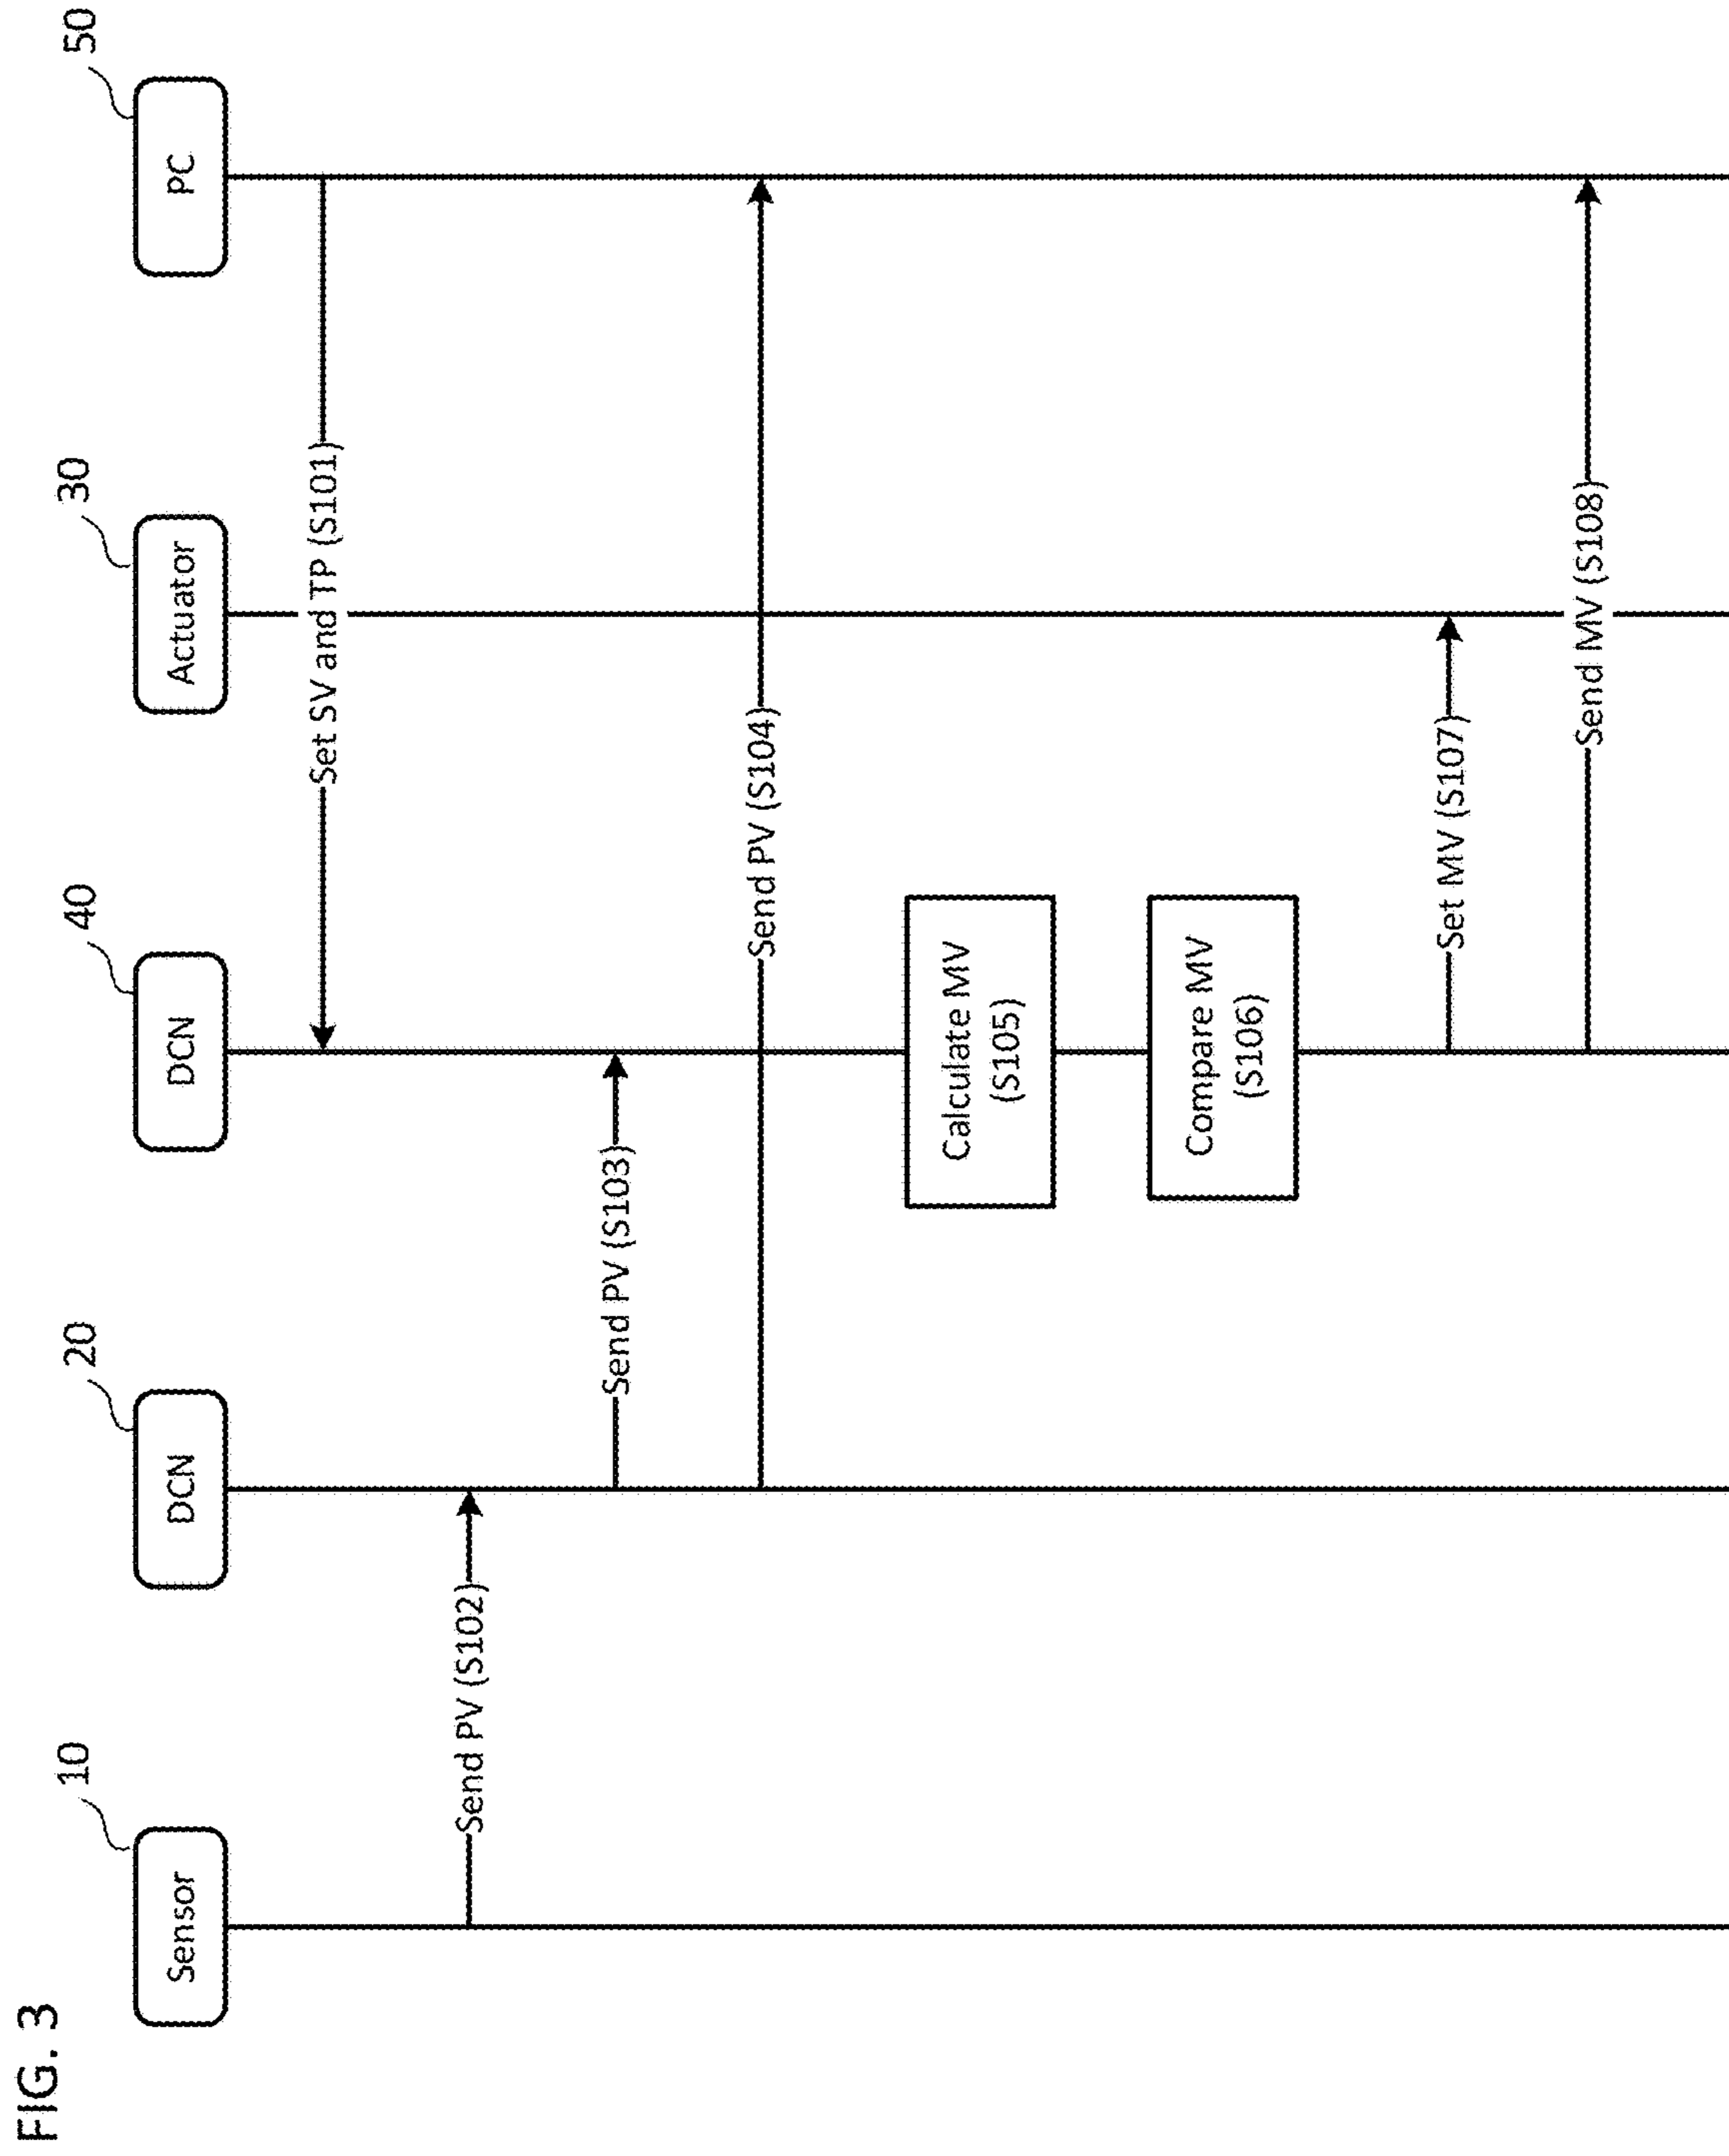 FIG. 3
10
20
40
30
50
Sensor
DCN
DCN
Actuator
PC
Set SV and TP (S101)
Send PV (S102)
Send PV (S103)
Send PV (S104)
Calculate MV
(S105)
Compare MV
(S106)
Set MV (S107)
Send MV (S108)